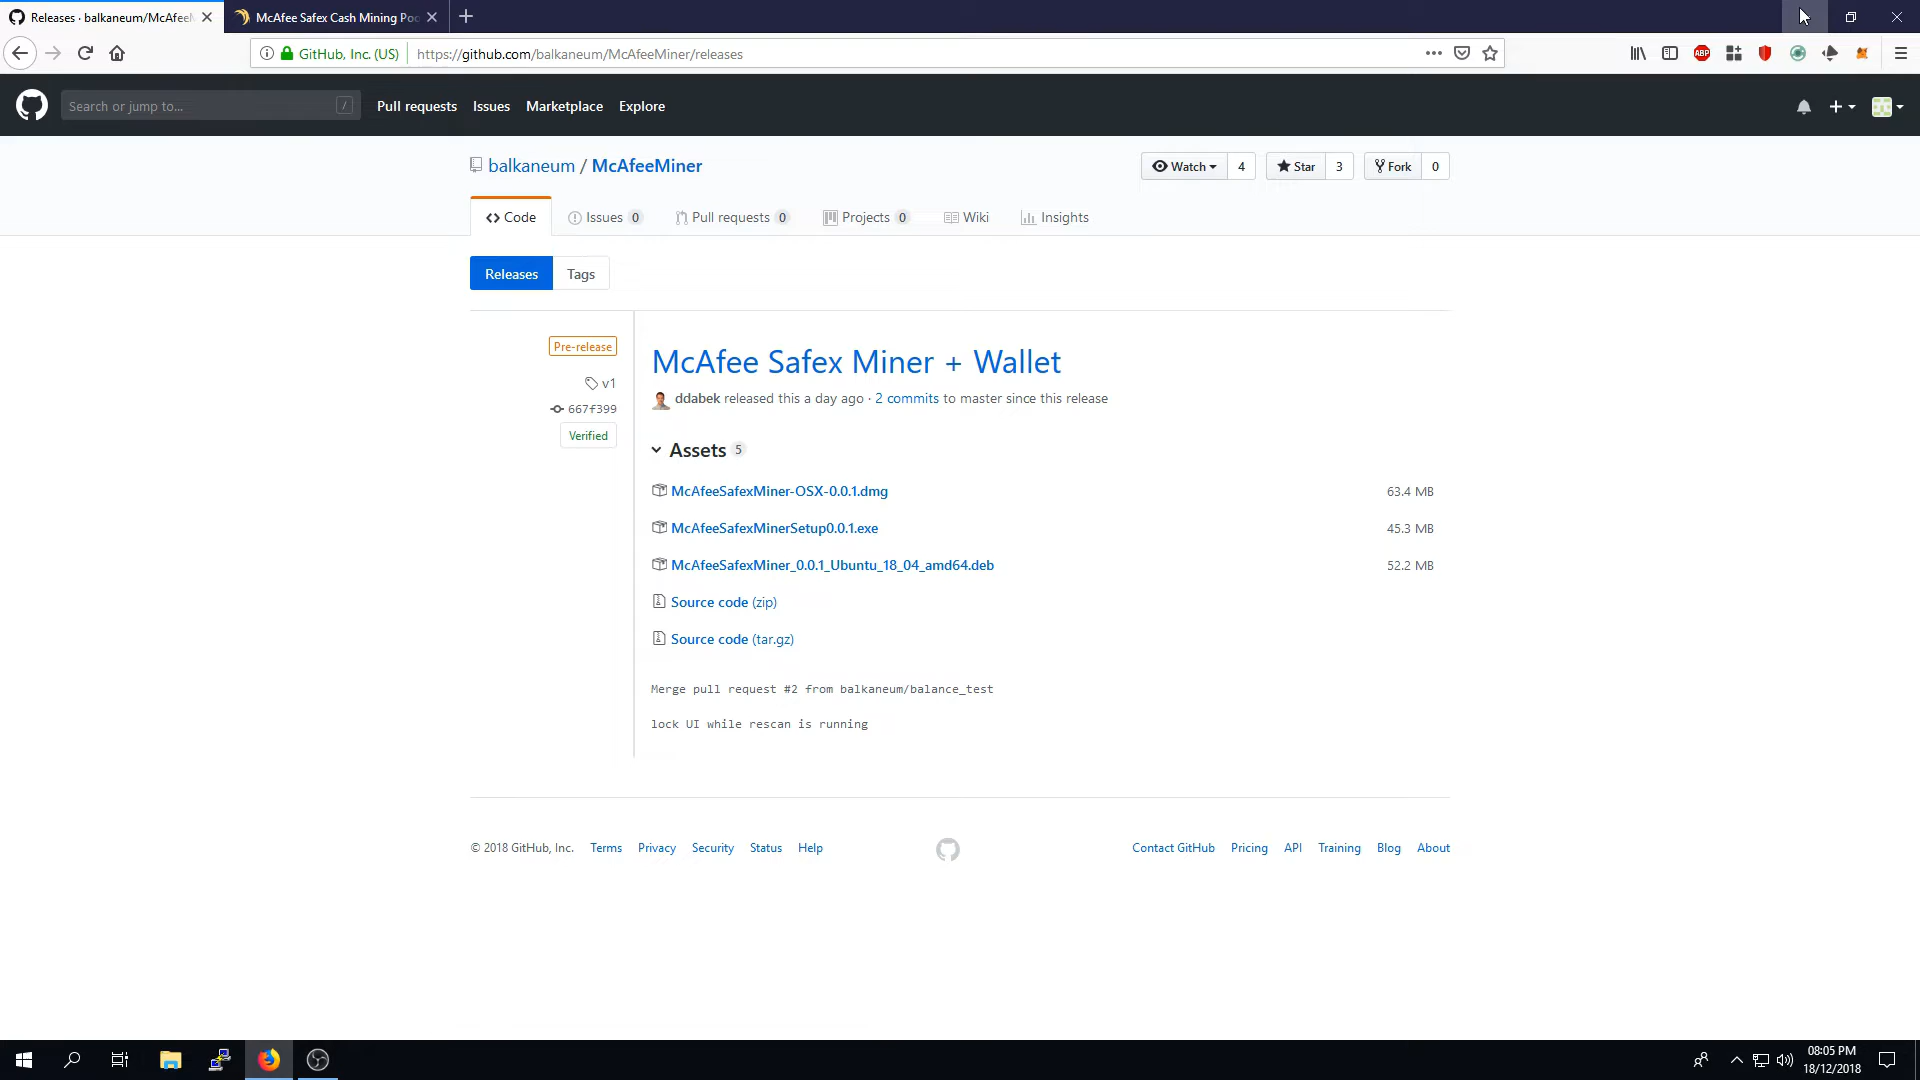 Releases · balkaneum/McAfeeM
McAfee Safex Cash Mining Poo
GitHub, Inc. (US)
https://github.com/balkaneum/McAfeeMiner/releases
ABP
Search or jump to...
/
Pull requests
Issues
Marketplace
Explore
balkaneum / McAfeeMiner
Watch
4
Star
3
Fork
0
Code
Issues 0
Pull requests 0
Projects 0
Wiki
Insights
Releases
Tags
Pre-release
v1
667f399
Verified
McAfee Safex Miner + Wallet
ddabek released this a day ago · 2 commits to master since this release
Assets 5
McAfeeSafexMiner-OSX-0.0.1.dmg
63.4 MB
McAfeeSafexMinerSetup0.0.1.exe
45.3 MB
McAfeeSafexMiner_0.0.1_Ubuntu_18_04_amd64.deb
52.2 MB
Source code (zip)
Source code (tar.gz)
Merge pull request #2 from balkaneum/balance_test
lock UI while rescan is running
© 2018 GitHub, Inc.
Terms
Privacy
Security
Status
Help
Contact GitHub
Pricing
API
Training
Blog
About
08:05 PM
18/12/2018